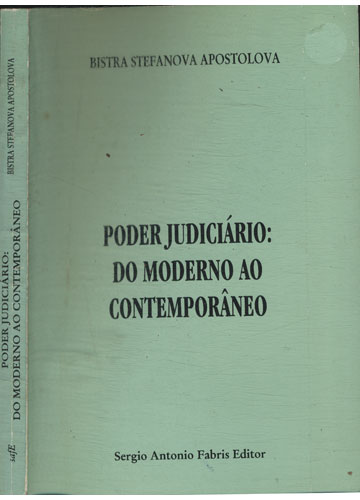 BISTRA STEFANOVA APOSTOLOVA
PODER JUDICIÁRIO:
DO MODERNO AO
CONTEMPORÂNEO
Sergio Antonio Fabris Editor
BISTRA STEFANOVA APOSTOLOVA
PODER JUDICIÁRIO:
DO MODERNO AO CONTEMPORÂNEO
safE